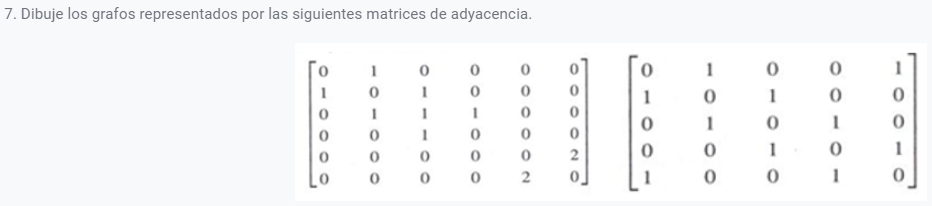 7. Dibuje los grafos representados por las siguientes matrices de adyacencia.
0 1 0 0 0 0
1 0 1 0 0 0
0 1 1 1 0 0
0 0 1 0 0 0
0 0 0 0 0 2
0 0 0 0 2 0
0 1 0 0 1
1 0 1 0 0
0 1 0 1 0
0 0 1 0 1
1 0 0 1 0